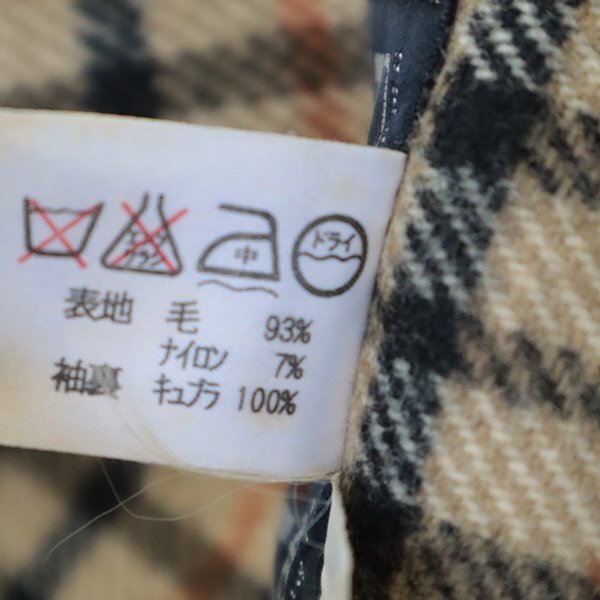 中 ドライ
表地 毛 93%
ナイロン 7%
袖裏 キュプラ 100%